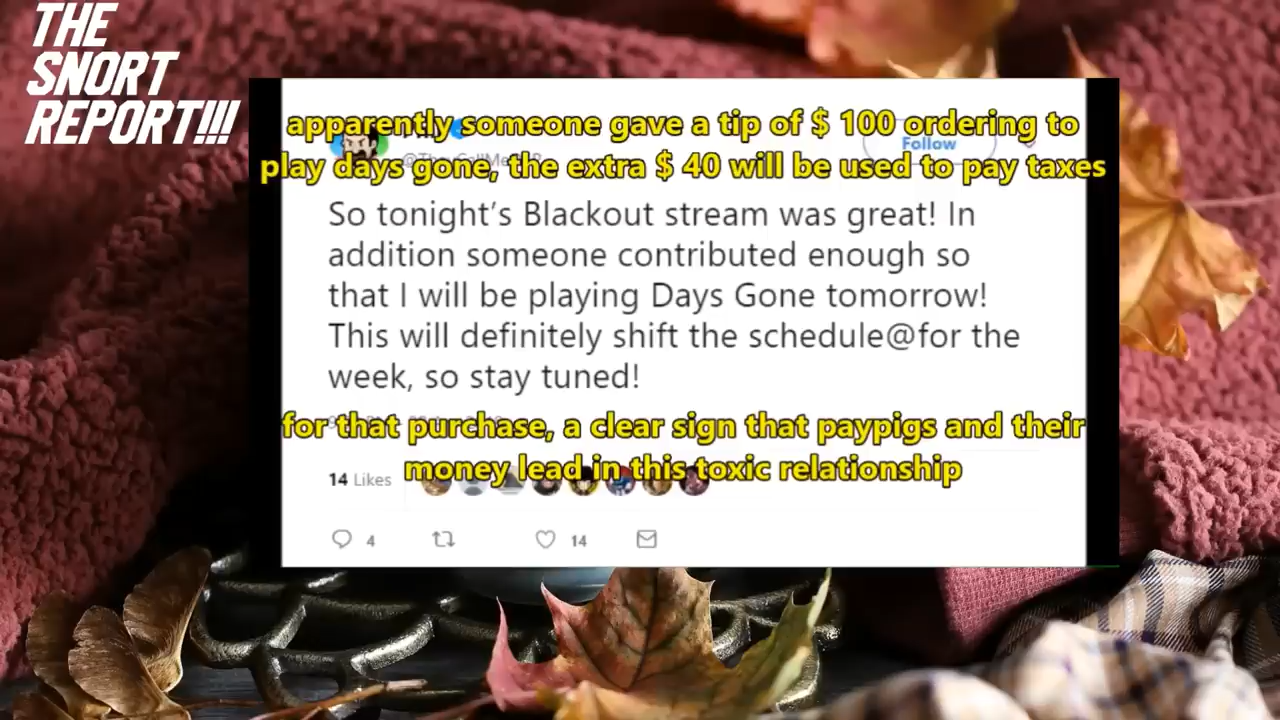 THE
SNORT
REPORT!!!
apparently someone gave a tip of $ 100 ordering to
Follow
play days gone, the extra $ 40 will be used to pay taxes
So tonight’s Blackout stream was great! In
addition someone contributed enough so
that I will be playing Days Gone tomorrow!
This will definitely shift the schedule@for the
week, so stay tuned!
for that purchase, a clear sign that paypigs and their
money lead in this toxic relationship
14 Likes
4
14